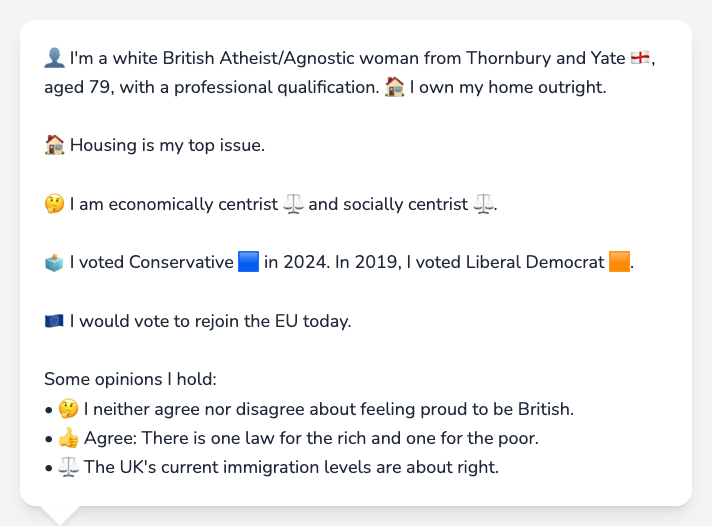 👤 I'm a white British Atheist/Agnostic woman from Thornbury and Yate 🏴󠁧󠁢󠁥󠁮󠁧󠁿,
aged 79, with a professional qualification. 🏠 I own my home outright.
🏠 Housing is my top issue.
🤔 I am economically centrist ⚖️ and socially centrist ⚖️.
🗳️ I voted Conservative 🟦 in 2024. In 2019, I voted Liberal Democrat 🟧.
🇪🇺 I would vote to rejoin the EU today.
Some opinions I hold:
• 🤔 I neither agree nor disagree about feeling proud to be British.
• 👍 Agree: There is one law for the rich and one for the poor.
• ⚖️ The UK's current immigration levels are about right.